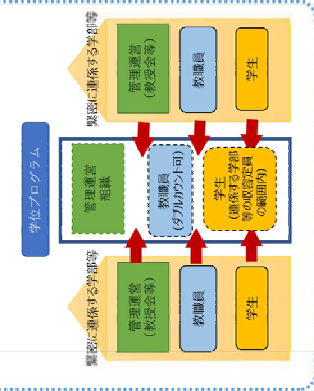 学位プログラム
緊密に連係する学部等
管理運営
(教授会等)
教職員
学生
管理運営
組織
教職員
(ダブルカウント可)
学生
(連係する学部
等の収容定員
の範囲内)
緊密に連係する学部等
管理運営
(教授会等)
教職員
学生